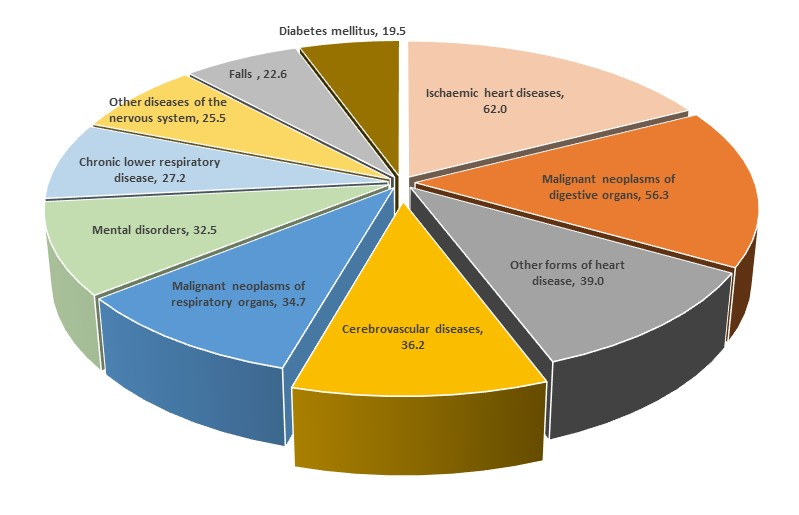 Diabetes mellitus, 19.5
Ischaemic heart diseases,
62.0
Malignant neoplasms of
digestive organs, 56.3
Other forms of heart
disease, 39.0
Cerebrovascular diseases,
36.2
Malignant neoplasms of
respiratory organs, 34.7
Mental disorders, 32.5
Chronic lower respiratory
disease, 27.2
Other diseases of the
nervous system, 25.5
Falls , 22.6